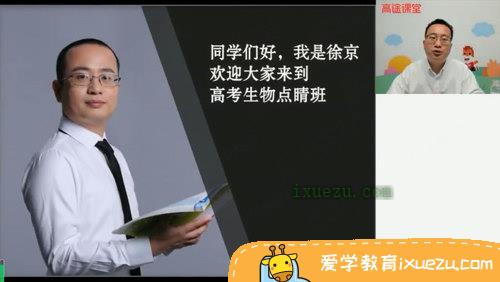 同学们好，我是徐京
欢迎大家来到
高考生物点睛班
高途课堂
ixuezu.com
爱学教育ixuezu.com